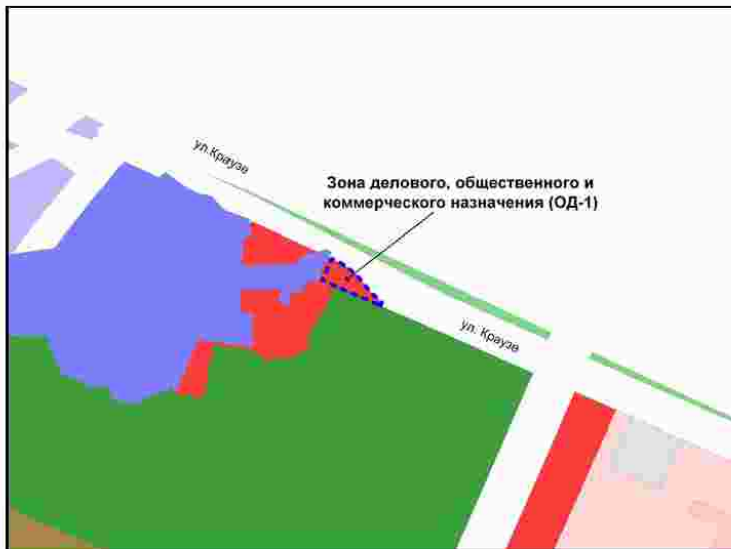 ул.Краузе
Зона делового, общественного и
коммерческого назначения (ОД-1)
ул. Краузе